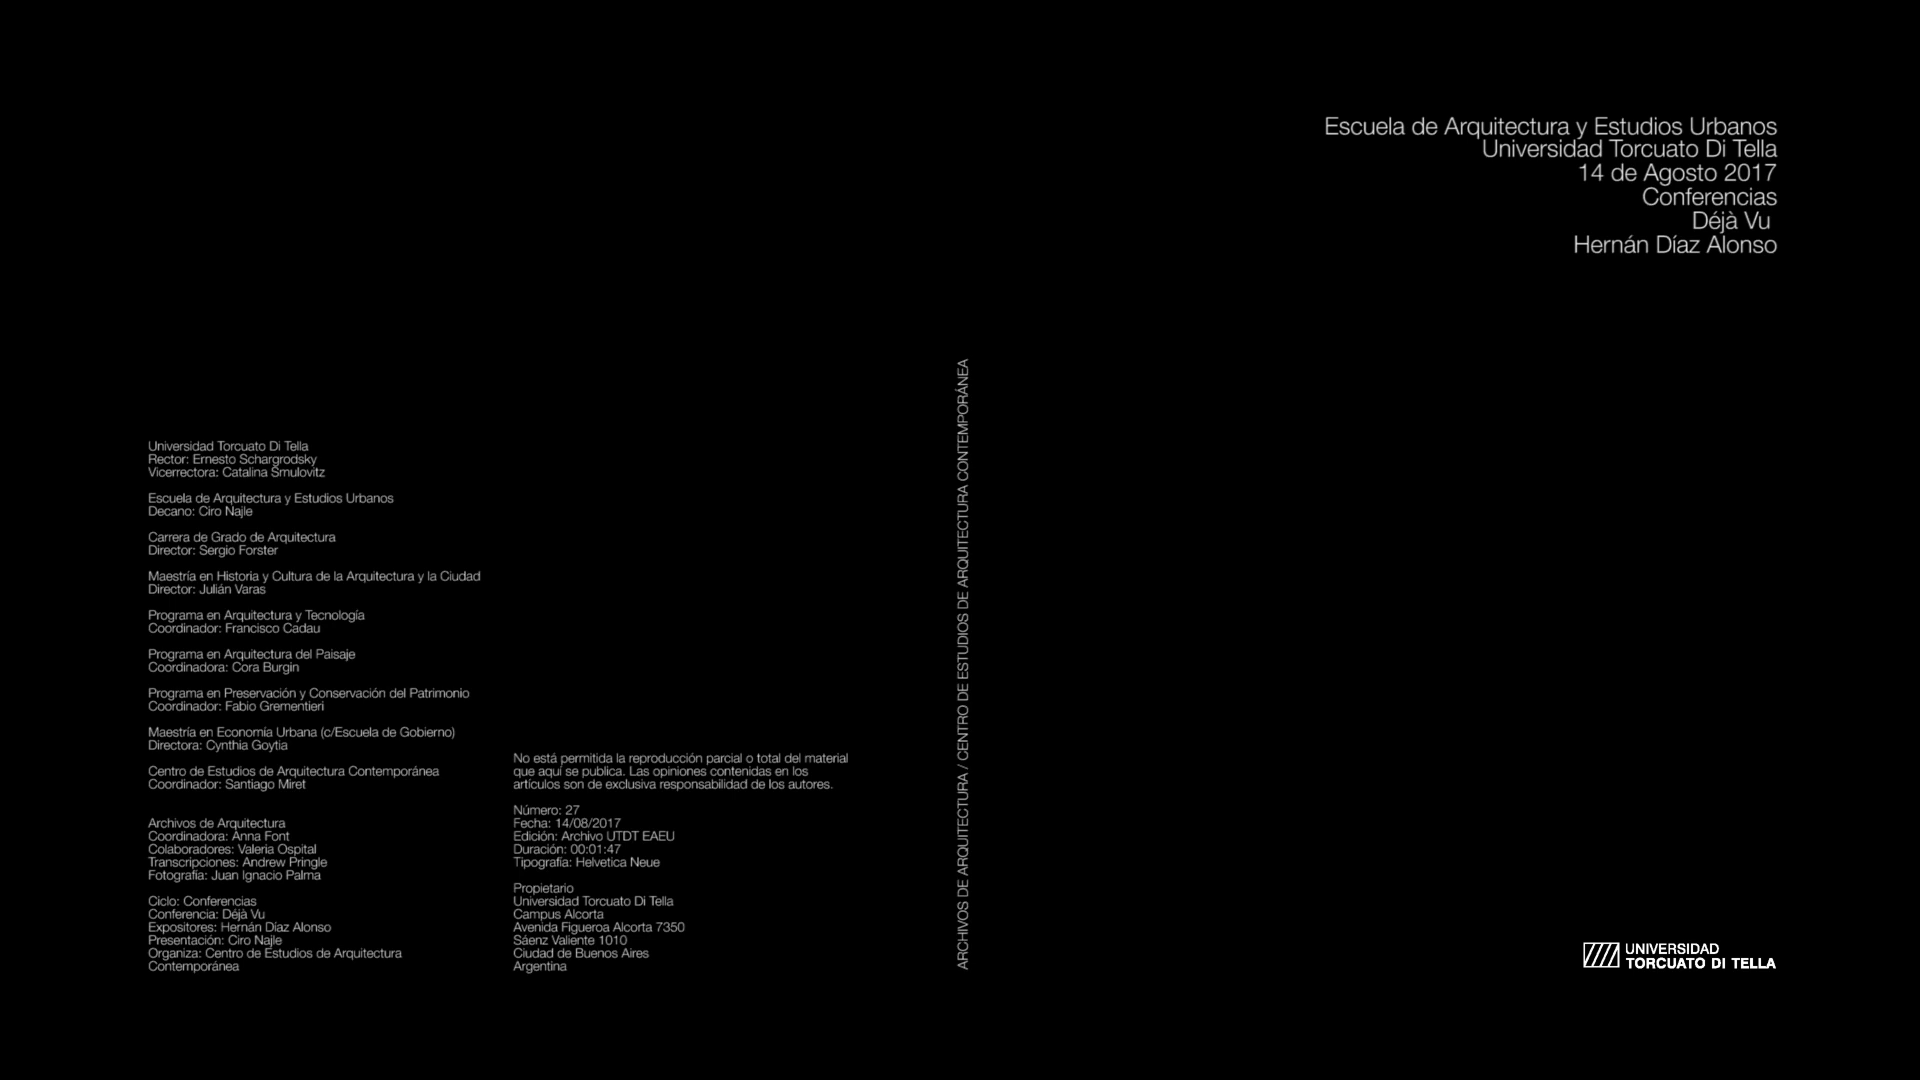 Universidad Torcuato Di Tella
Rector: Ernesto Schargrodsky
Vicerrectora: Catalina Smulovitz
Escuela de Arquitectura y Estudios Urbanos
Decano: Ciro Najle
Carrera de Grado de Arquitectura
Director: Sergio Forster
Maestría en Historia y Cultura de la Arquitectura y la Ciudad
Director: Julián Varas
Programa en Arquitectura y Tecnología
Coordinador: Francisco Cadau
Programa en Arquitectura del Paisaje
Coordinadora: Cora Burgin
Programa en Preservación y Conservación del Patrimonio
Coordinador: Fabio Grementieri
Maestría en Economía Urbana (c/Escuela de Gobierno)
Directora: Cynthia Goytia
Centro de Estudios de Arquitectura Contemporánea
Coordinador: Santiago Miret
Archivos de Arquitectura
Coordinadora: Anna Font
Colaboradores: Valeria Ospital
Transcripciones: Andrew Pringle
Fotografía: Juan Ignacio Palma
Ciclo: Conferencias
Conferencia: Déjà Vu
Expositores: Hernán Díaz Alonso
Presentación: Ciro Najle
Organiza: Centro de Estudios de Arquitectura
Contemporánea
No está permitida la reproducción parcial o total del material
que aquí se publica. Las opiniones contenidas en los
artículos son de exclusiva responsabilidad de los autores.
Número: 27
Fecha: 14/08/2017
Edición: Archivo UTDT EAEU
Duración: 00:01:47
Tipografía: Helvetica Neue
Propietario
Universidad Torcuato Di Tella
Campus Alcorta
Avenida Figueroa Alcorta 7350
Sáenz Valiente 1010
Ciudad de Buenos Aires
Argentina
ARCHIVOS DE ARQUITECTURA / CENTRO DE ESTUDIOS DE ARQUITECTURA CONTEMPORÁNEA
Escuela de Arquitectura y Estudios Urbanos
Universidad Torcuato Di Tella
14 de Agosto 2017
Conferencias
Déjà Vu
Hernán Díaz Alonso
UNIVERSIDAD
TORCUATO DI TELLA